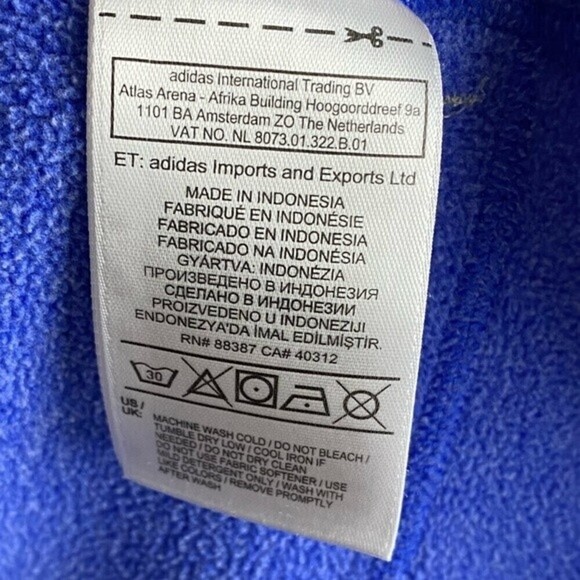 adidas International Trading BV
Atlas Arena - Afrika Building Hoogoorddreef 9a
1101 BA Amsterdam ZO The Netherlands
VAT NO. NL 8073.01.322.B.01
ET: adidas Imports and Exports Ltd
MADE IN INDONESIA
FABRIQUÉ EN INDONÉSIE
FABRICADO EN INDONESIA
FABRICADO NA INDONÉSIA
GYÁRTVA: INDONÉZIA
ПРОИЗВЕДЕНО В ИНДОНЕЗИЯ
СДЕЛАНО В ИНДОНЕЗИИ
PROIZVEDENO U INDONEZIJI
ENDONEZYA'DA İMAL EDİLMİŞTİR.
RN# 88387 CA# 40312
30
US /
UK:
MACHINE WASH COLD / DO NOT BLEACH /
TUMBLE DRY LOW / COOL IRON IF
NEEDED / DO NOT DRY CLEAN
DO NOT USE FABRIC SOFTENER / USE
MILD DETERGENT ONLY / WASH WITH
LIKE COLORS / REMOVE PROMPTLY
AFTER WASH